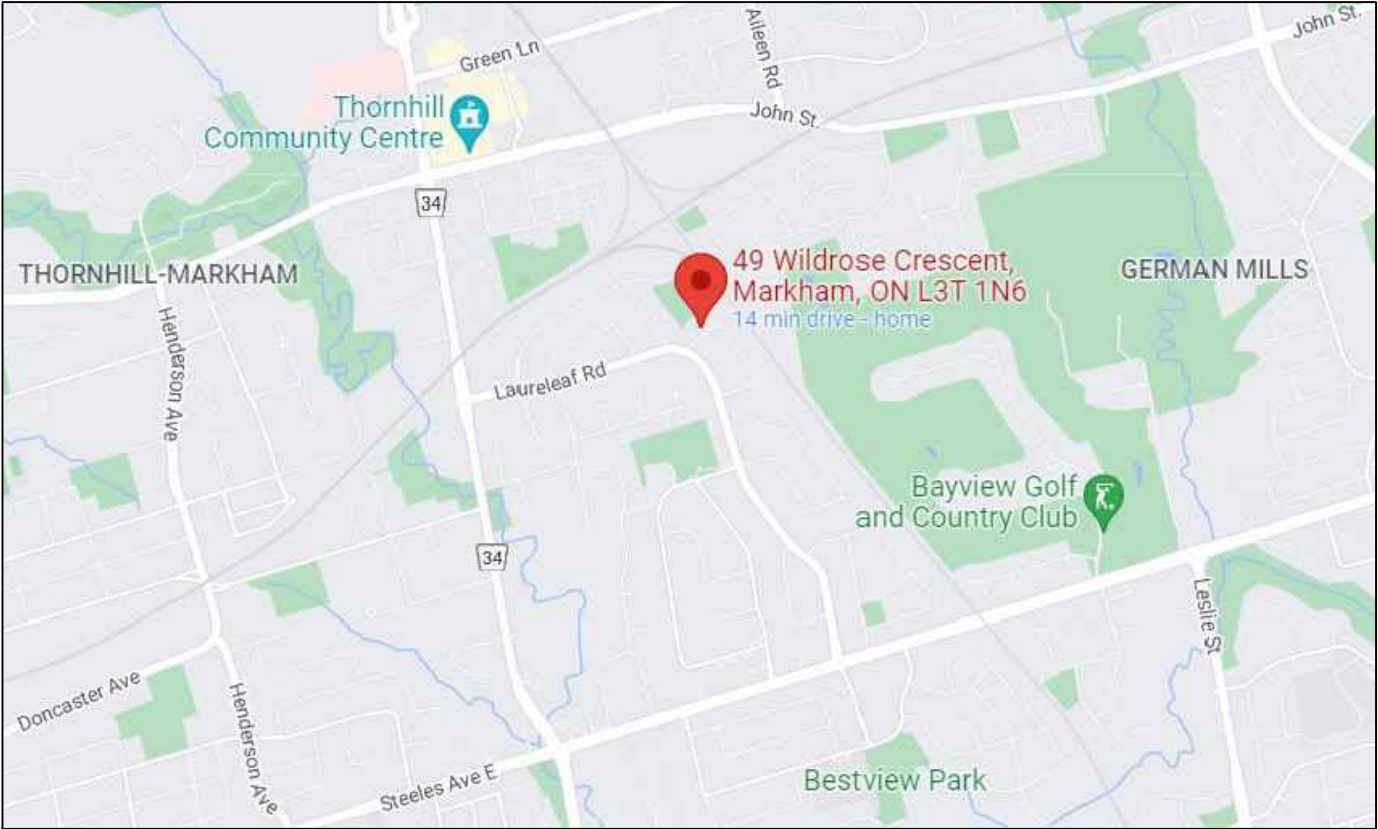 John St.
Aileen Rd
Green Ln
Thornhill
Community Centre
John St.
34
THORNHILL-MARKHAM
49 Wildrose Crescent,
Markham, ON L3T 1N6
14 min drive - home
GERMAN MILLS
Henderson Ave
Laureleaf Rd
Bayview Golf
and Country Club
34
Leslie St
Doncaster Ave
Henderson Ave
Steeles Ave E
Bestview Park